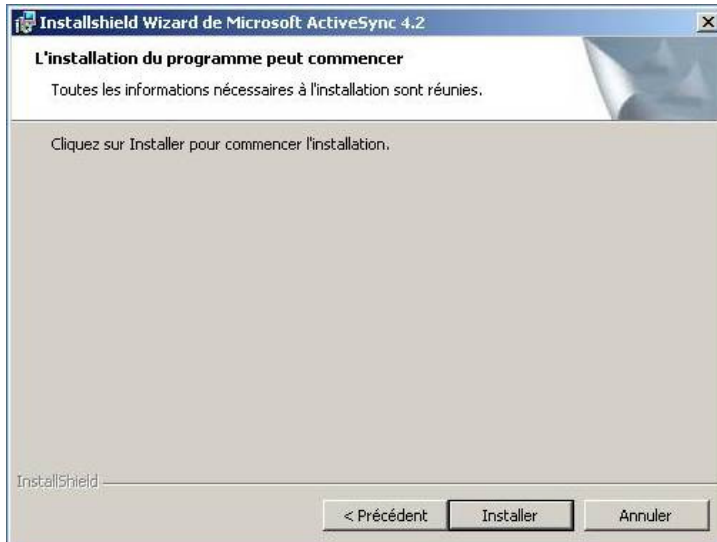 Installshield Wizard de Microsoft ActiveSync 4.2
L'installation du programme peut commencer
Toutes les informations nécessaires à l'installation sont réunies.
Cliquez sur Installer pour commencer l'installation.
InstallShield
< Précédent Installer Annuler